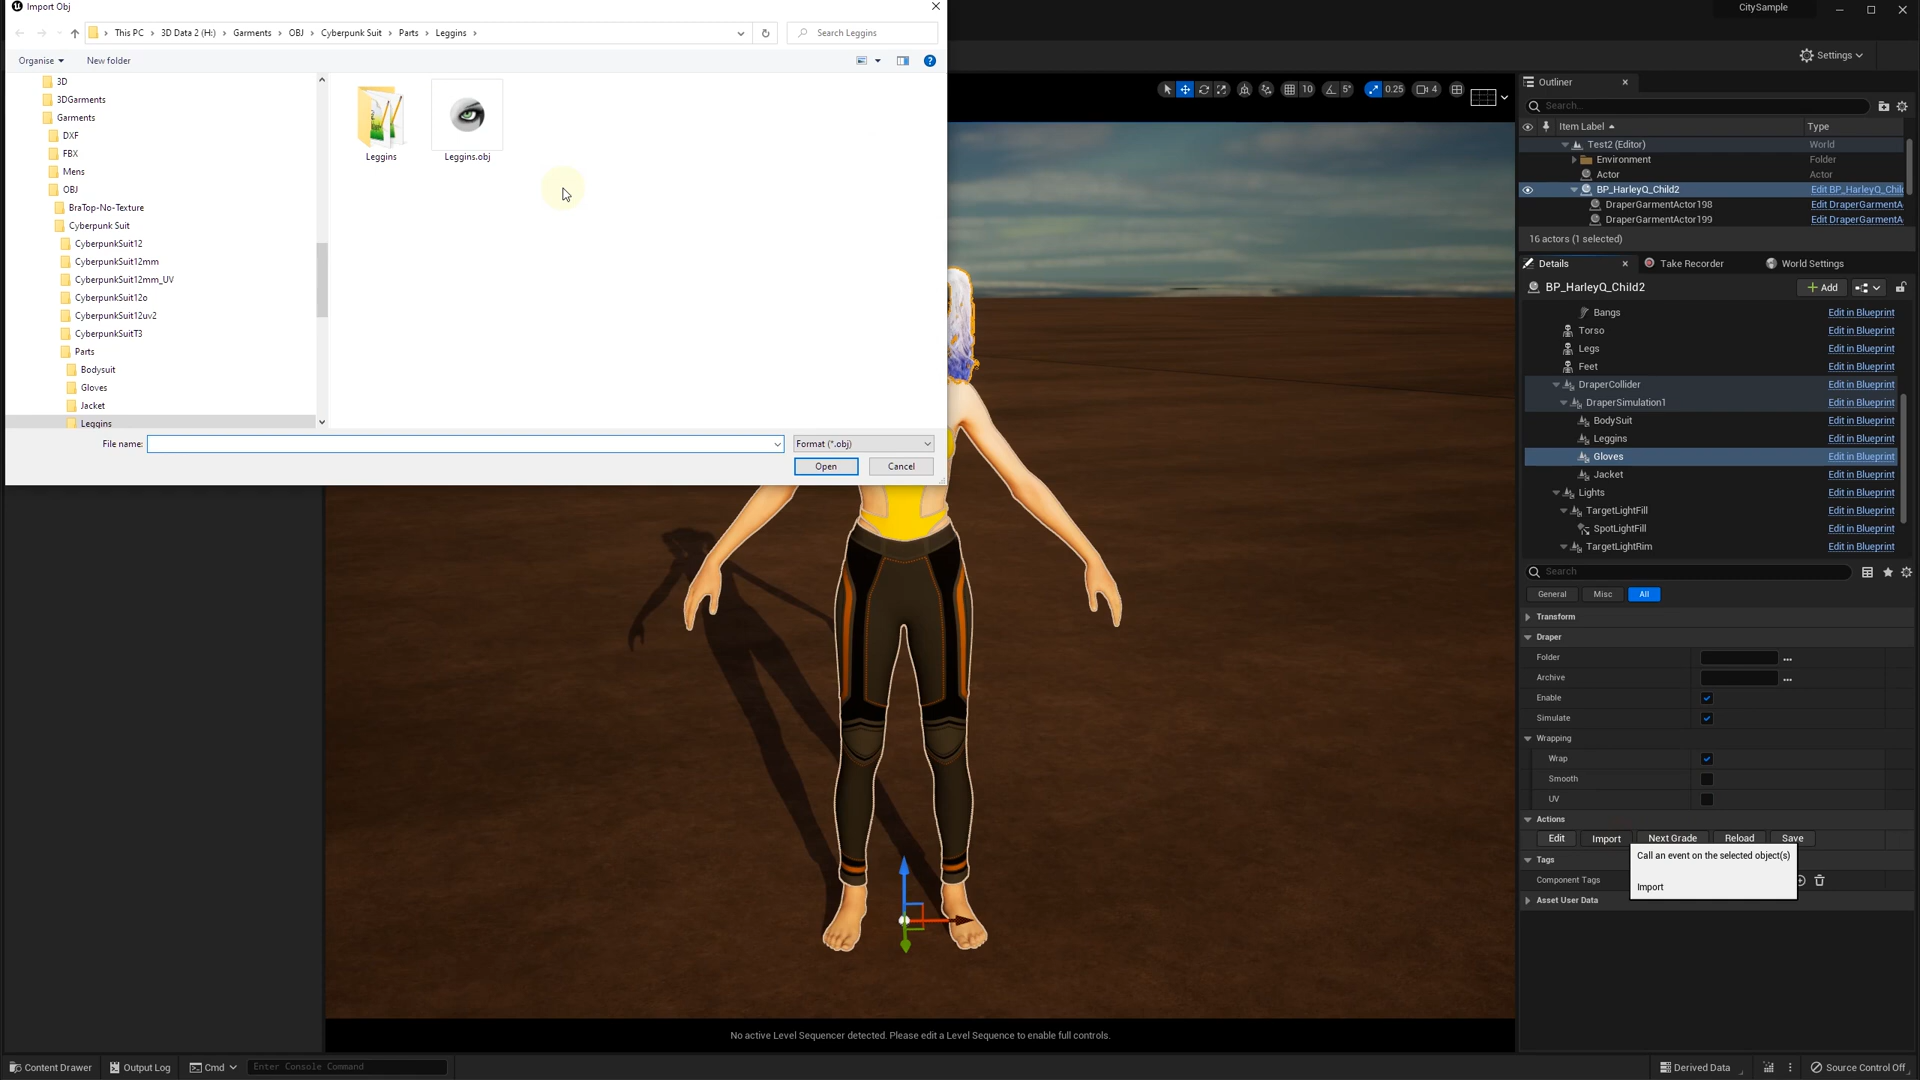 Import Obj
CitySample
This PC > 3D Data 2 (H:) > Garments > OBJ > Cyberpunk Suit > Parts > Leggins >
Search Leggins
Organise
New folder
3D
3DGarments
Garments
DXF
FBX
Mens
OBJ
BraTop-No-Texture
Cyberpunk Suit
CyberpunkSuit12
CyberpunkSuit12mm
CyberpunkSuit12mm_UV
CyberpunkSuit12o
CyberpunkSuit12uv2
CyberpunkSuitT3
Parts
Bodysuit
Gloves
Jacket
Leggins
Leggins
Leggins.obj
File name:
Format (*.obj)
Open
Cancel
Settings
10
5°
0.25
4
Outliner
Search...
Item Label
Type
Test2 (Editor)
World
Environment
Folder
Actor
Actor
BP_HarleyQ_Child2
Edit BP_HarleyQ_Chil
DraperGarmentActor198
Edit DraperGarmentA
DraperGarmentActor199
Edit DraperGarmentA
16 actors (1 selected)
Details
Take Recorder
World Settings
BP_HarleyQ_Child2
Add
Bangs
Edit in Blueprint
Torso
Edit in Blueprint
Legs
Edit in Blueprint
Feet
Edit in Blueprint
DraperCollider
Edit in Blueprint
DraperSimulation1
Edit in Blueprint
BodySuit
Edit in Blueprint
Leggins
Edit in Blueprint
Gloves
Edit in Blueprint
Jacket
Edit in Blueprint
Lights
Edit in Blueprint
TargetLightFill
Edit in Blueprint
SpotLightFill
Edit in Blueprint
TargetLightRim
Edit in Blueprint
Search
General
Misc
All
Transform
Draper
Folder
Archive
Enable
Simulate
Wrapping
Wrap
Smooth
UV
Actions
Edit
Import
Next Grade
Reload
Save
Call an event on the selected object(s)
Import
Tags
Component Tags
Asset User Data
No active Level Sequencer detected. Please edit a Level Sequence to enable full controls.
Content Drawer
Output Log
Cmd
Enter Console Command
Derived Data
Source Control Off